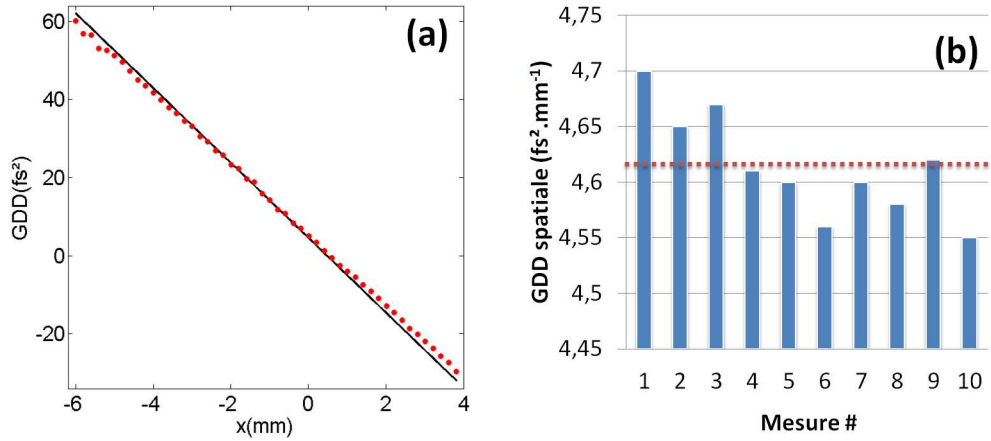 (a)
GDD(fs²)
60
40
20
0
-20
-6 -4 -2 0 2 4
x(mm)
(b)
GDD spatiale (fs².mm⁻¹)
4,75
4,7
4,65
4,6
4,55
4,5
4,45
1 2 3 4 5 6 7 8 9 10
Mesure #